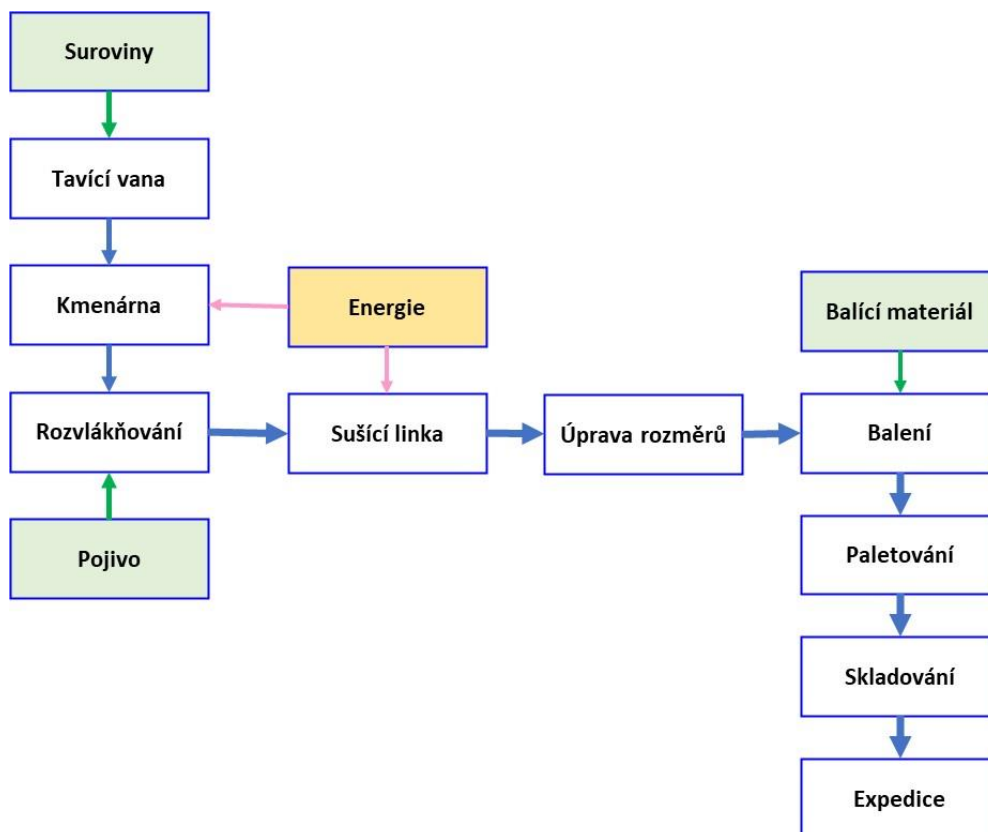 Suroviny
Tavící vana
Kmenárna
Energie
Balící materiál
Rozvlákňování
Sušící linka
Úprava rozměrů
Balení
Pojivo
Paletování
Skladování
Expedice